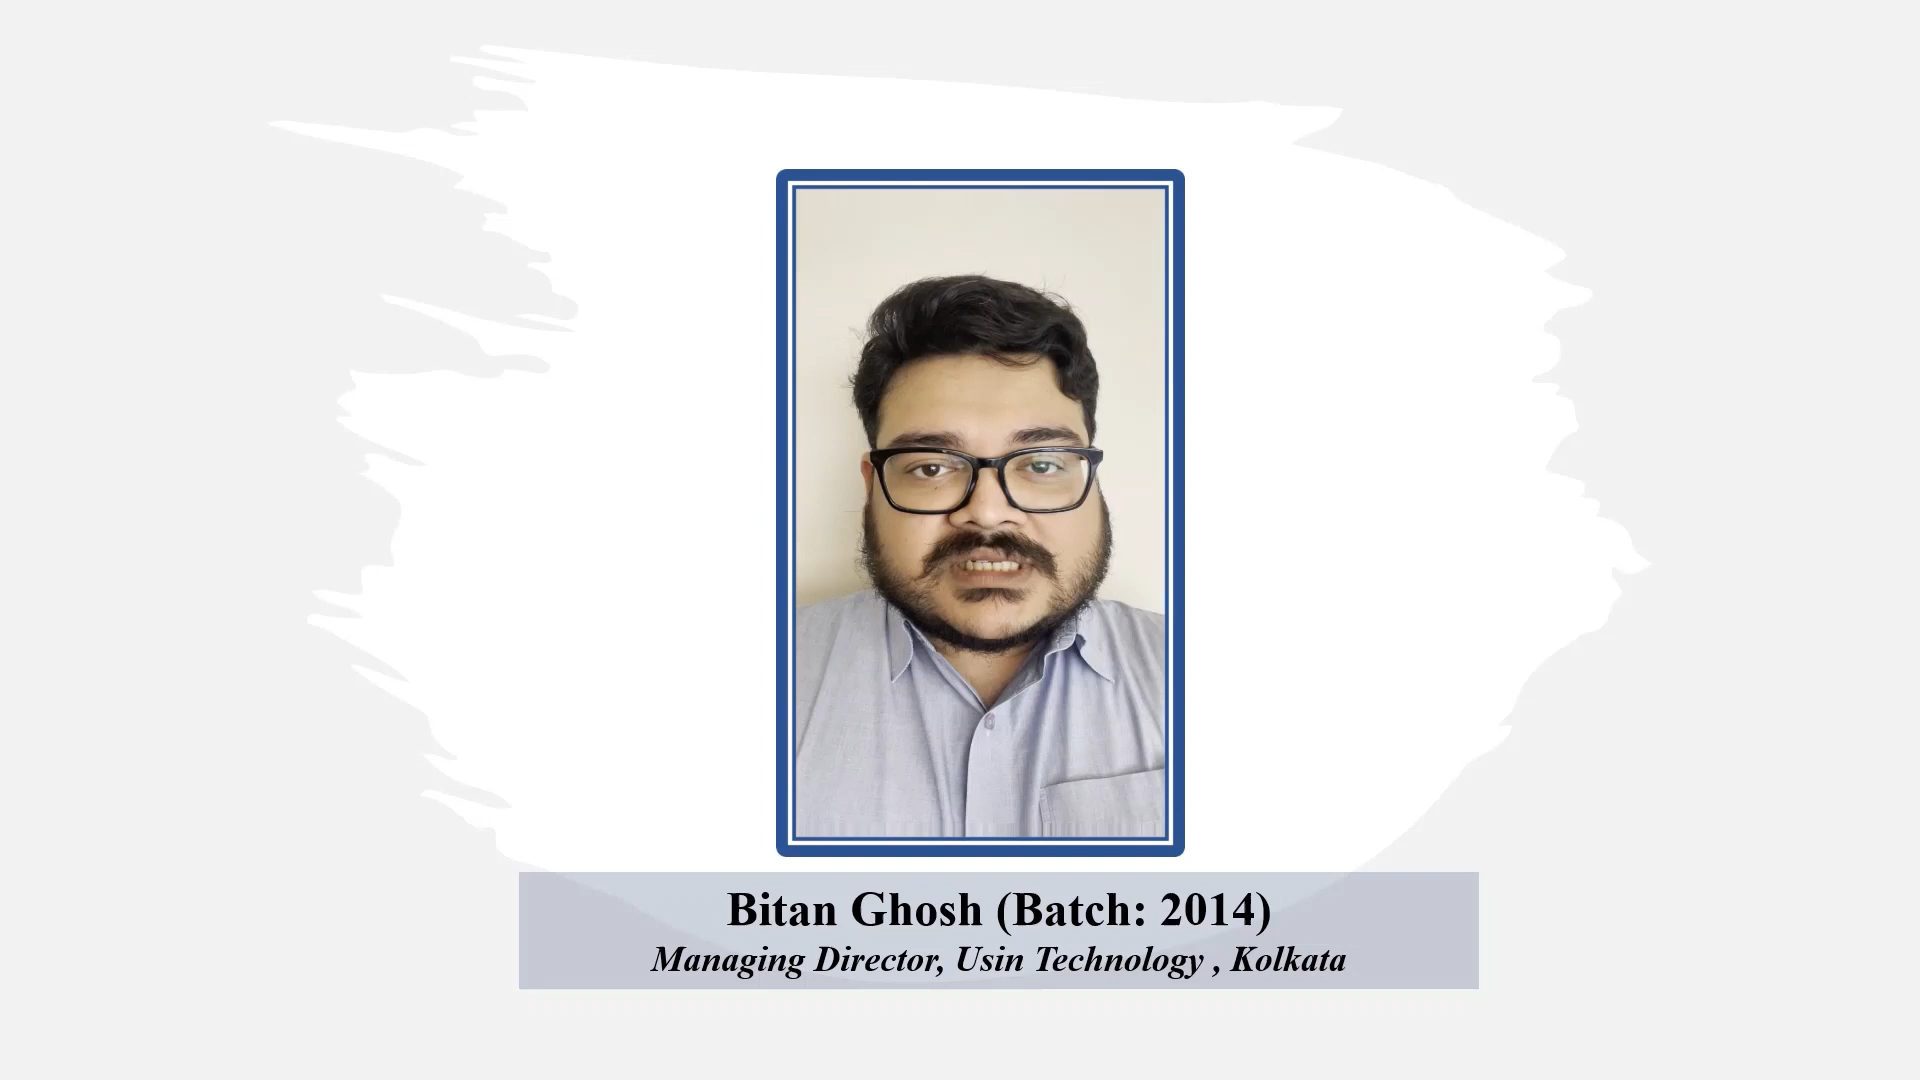 Bitan Ghosh (Batch: 2014)
Managing Director, Usin Technology , Kolkata